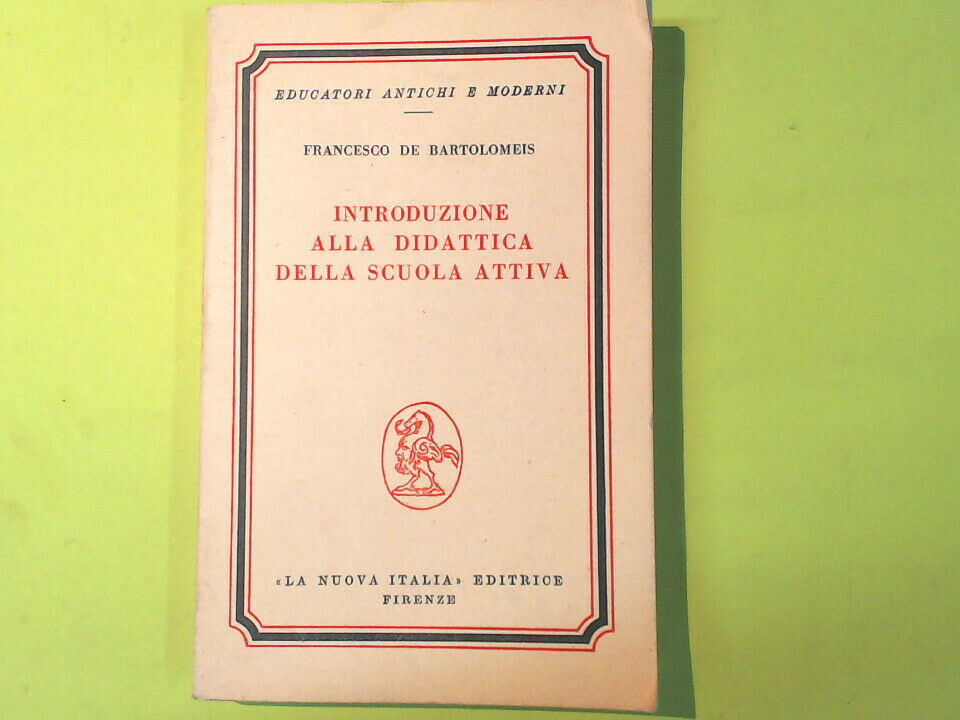 EDUCATORI ANTICHI E MODERNI
FRANCESCO DE BARTOLOMEIS
INTRODUZIONE
ALLA DIDATTICA
DELLA SCUOLA ATTIVA
«LA NUOVA ITALIA» EDITRICE
FIRENZE